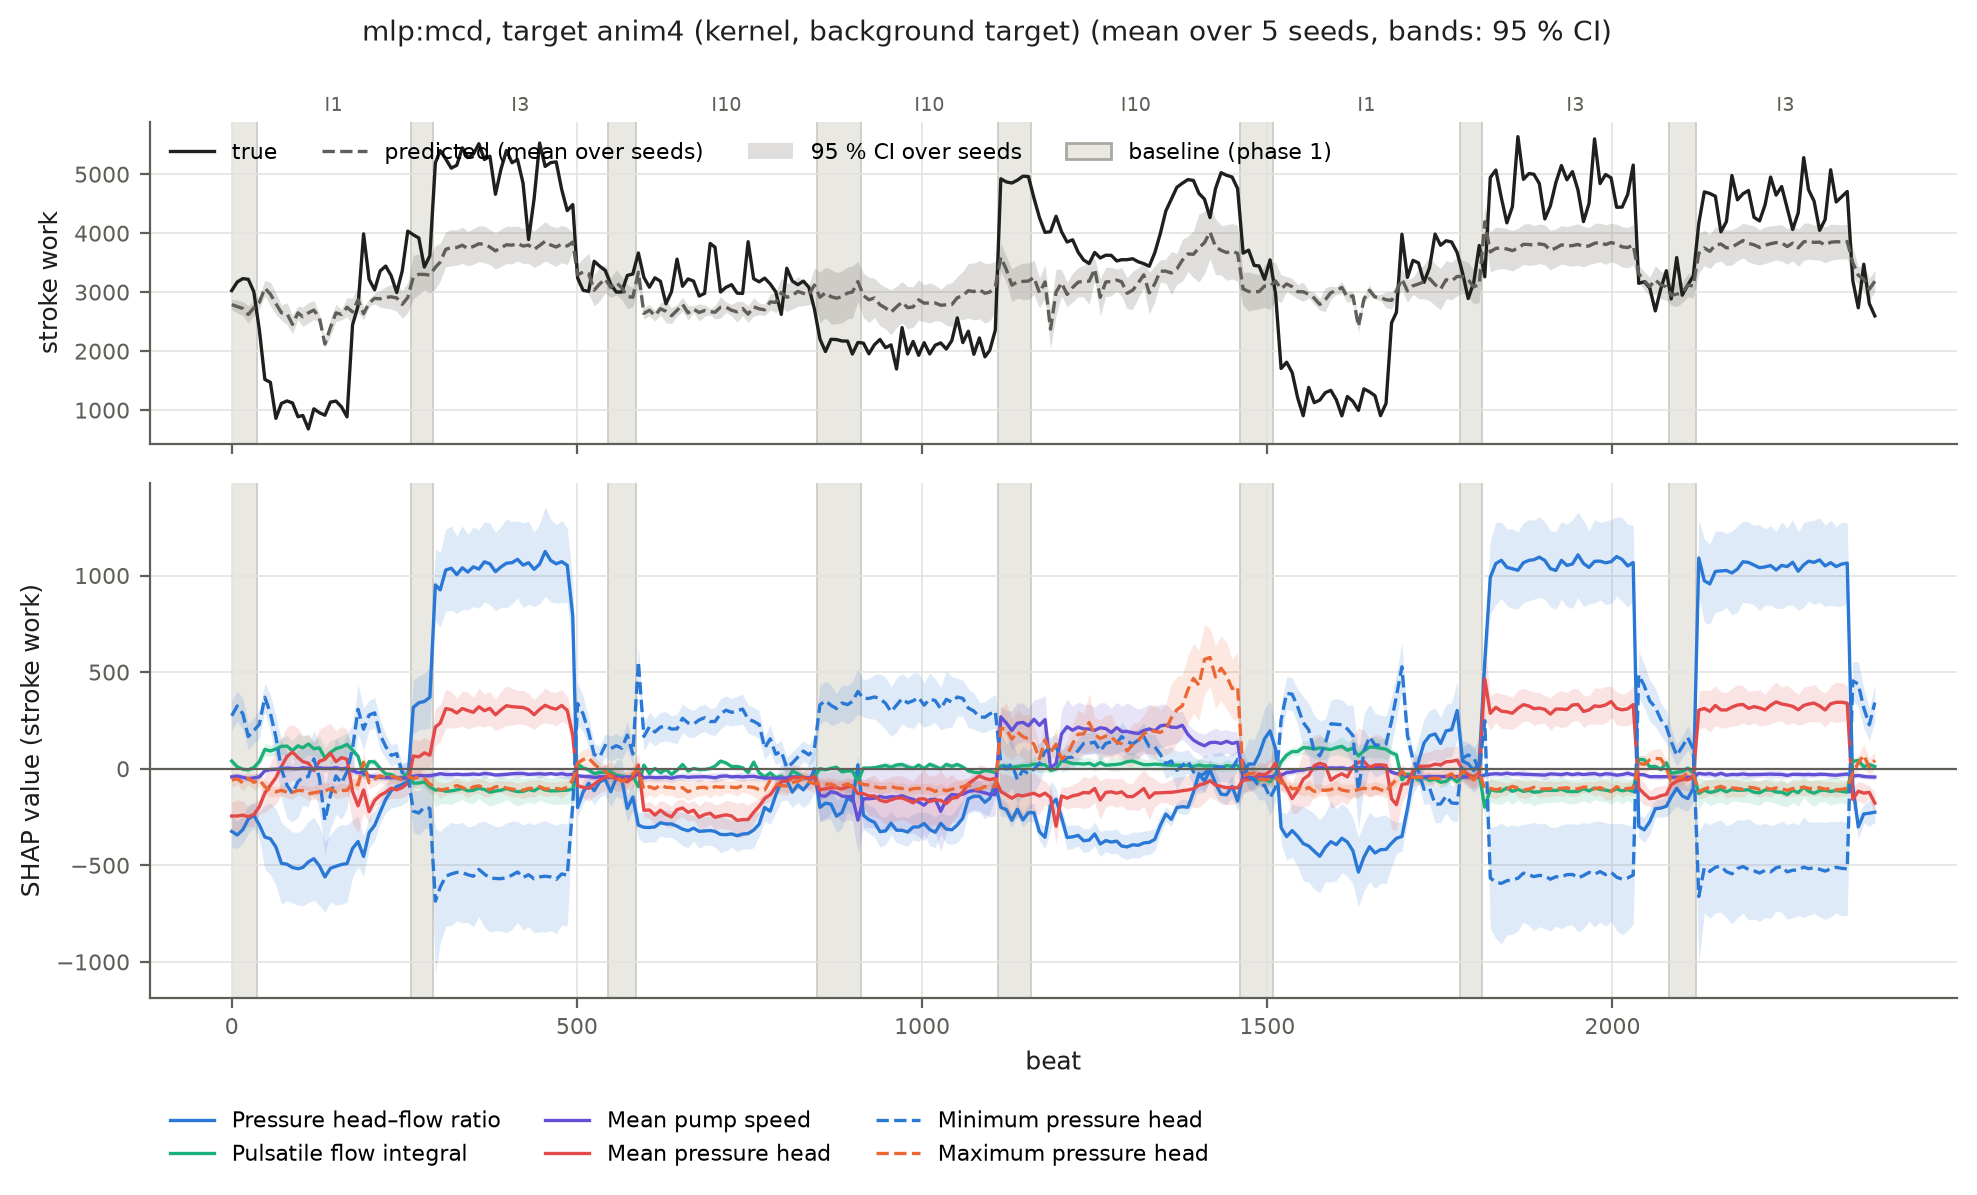 mlp:mcd, target anim4 (kernel, background target) (mean over 5 seeds, bands: 95 % CI)
I1 I3 I10 I10 I10 I1 I3 I3
true predicted (mean over seeds) 95 % CI over seeds baseline (phase 1)
stroke work
5000
4000
3000
2000
1000
SHAP value (stroke work)
1000
500
0
−500
−1000
0 500 1000 1500 2000
beat
Pressure head–flow ratio Mean pump speed Minimum pressure head
Pulsatile flow integral Mean pressure head Maximum pressure head